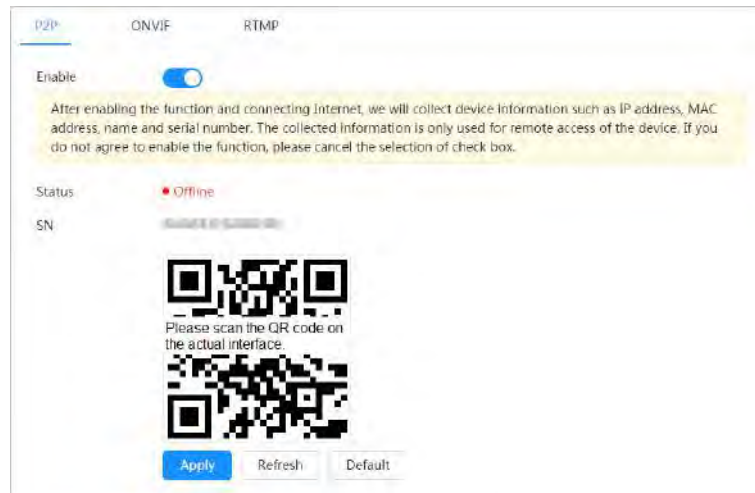 P2P ONVIF RTMP
Enable
After enabling the function and connecting Internet, we will collect device information such as IP address, MAC
address, name and serial number. The collected information is only used for remote access of the device. If you
do not agree to enable the function, please cancel the selection of check box.
Status Offline
SN
Please scan the QR code on
the actual interface.
Apply Refresh Default